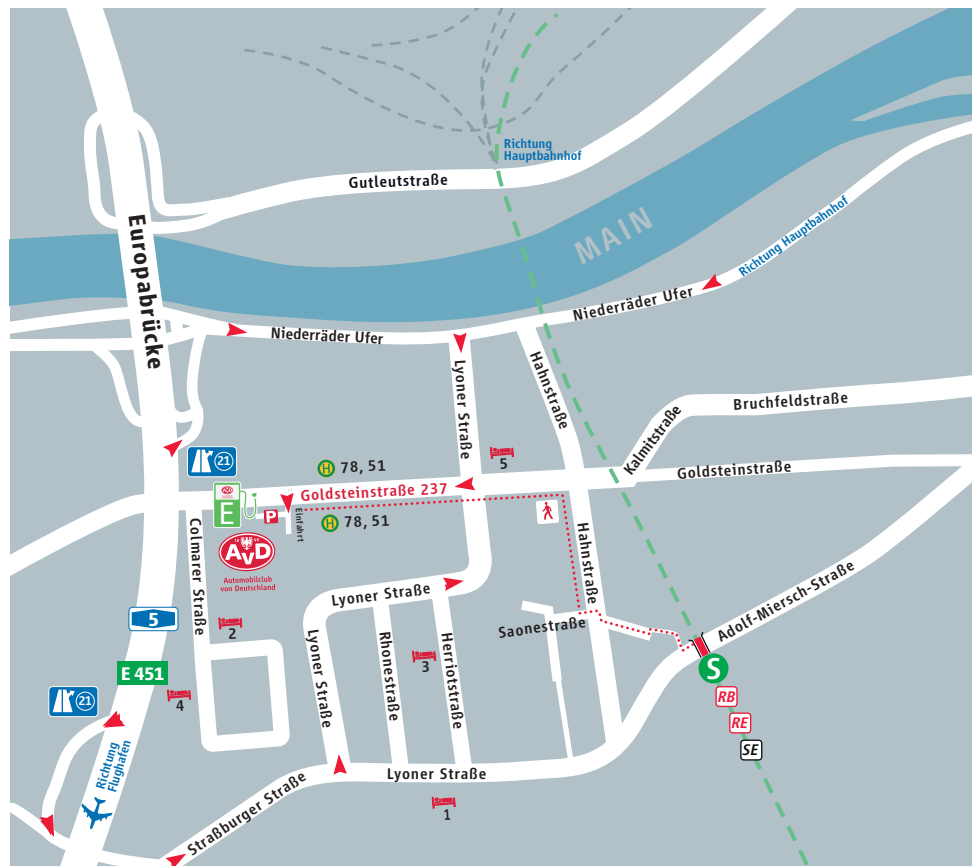 Richtung
Hauptbahnhof
Gutleutstraße
MAIN
Richtung Hauptbahnhof
Europabrücke
Niederräder Ufer
Niederräder Ufer
Lyoner Straße
Hahnstraße
Kalmitstraße
Bruchfeldstraße
5
21
H 78, 51
Goldsteinstraße
Goldsteinstraße 237
E
P
Einfahrt
H 78, 51
AvD
Automobilclub
von Deutschland
Colmarer Straße
Hahnstraße
Lyoner Straße
Saonestraße
Adolf-Miersch-Straße
5
2
Lyoner Straße
Rhonestraße
Herriotstraße
3
S
E 451
RB
21
4
RE
SE
Richtung
Flughafen
Lyoner Straße
Straßburger Straße
1